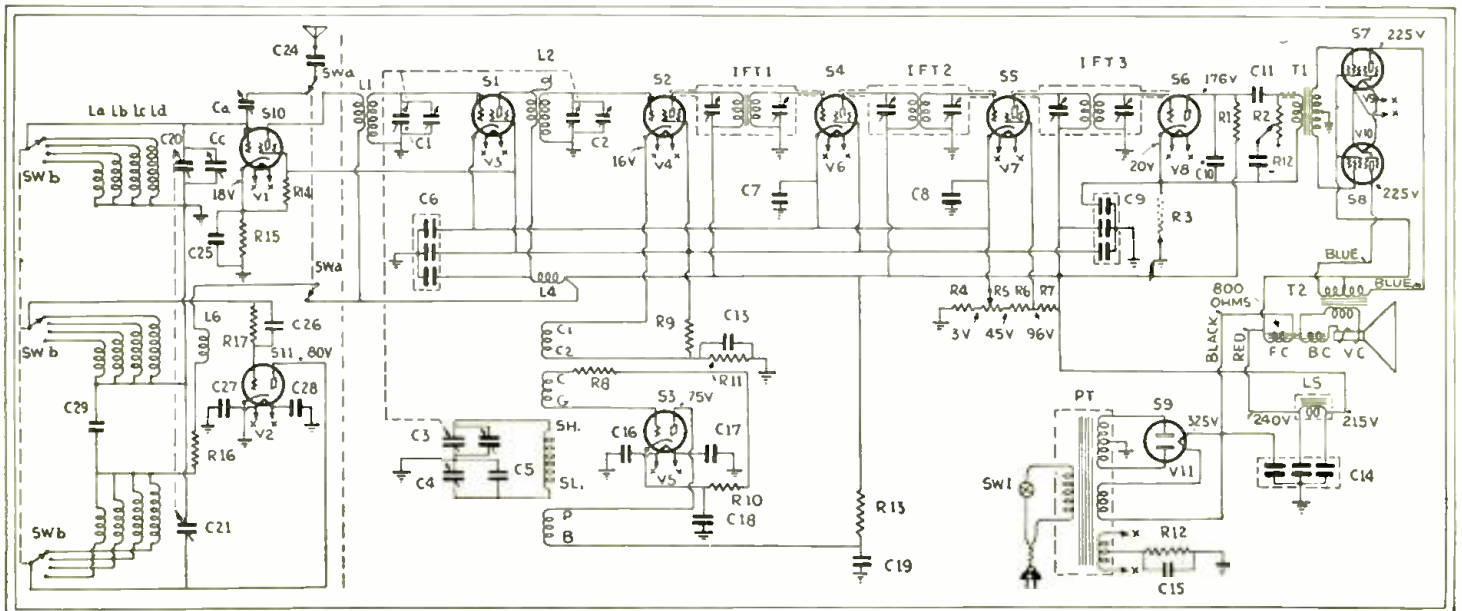 C24
SWa
L1
L2
S1
S2
IFT1
S4
IFT2
S5
IFT3
S6
176V
C11
T1
S7
225V
La Lb Lc Ld
Ca
S10
C20
Cc
C1
C2
R1
R2
V9
V10
SWb
18V
V1
R14
V3
16V
V4
V6
V7
20V
V8
C10
R12
S8
225V
C7
C8
C6
C9
R3
C25
R15
SWa
L4
BLUE
BLUE
T2
800
OHMS
R4
R5
R6
R7
3V
45V
96V
BLACK
RED
FC
BC
VC
L6
R17
C26
C1
C2
R9
C13
SWb
S11
80V
C
G
R8
R11
LS
C27
C28
V2
S3
75V
PT
S9
325V
240V
215V
C29
C3
SH.
C16
C17
V11
C14
R16
C4
C5
SL.
V5
R10
SW1
C21
P
B
C18
R13
R12
SWb
C19
C15